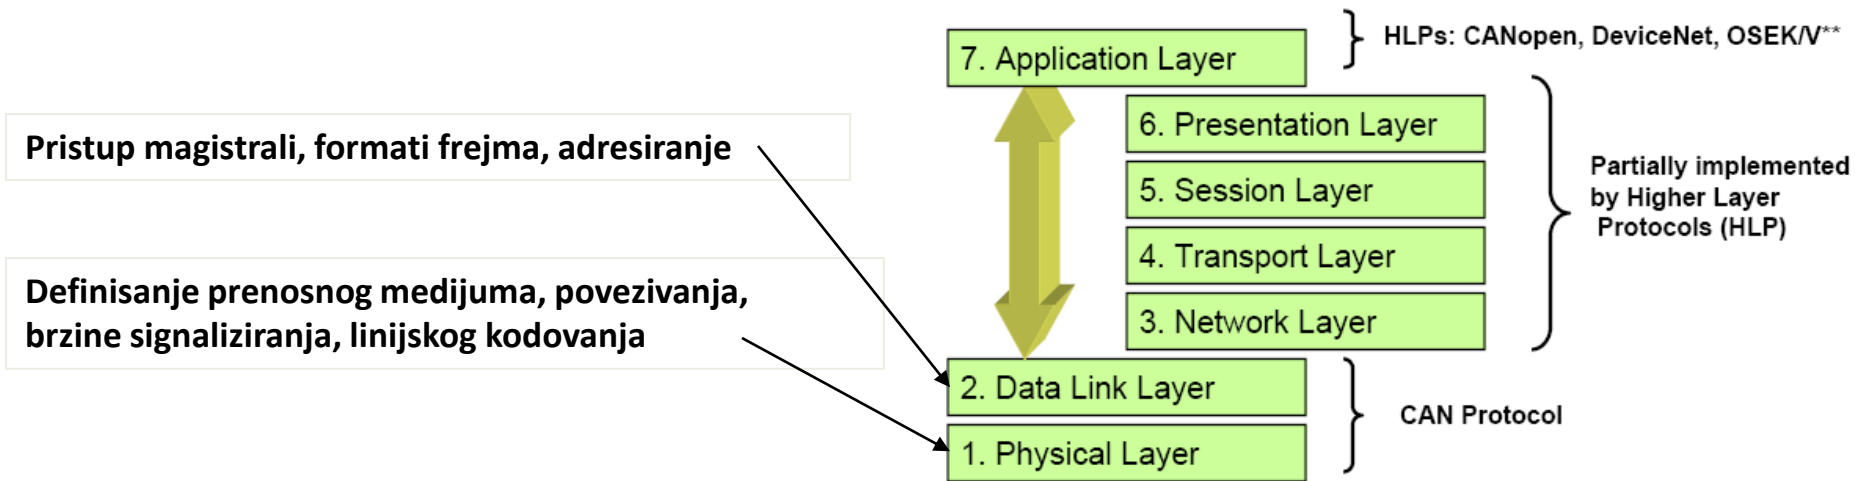 HLPs: CANopen, DeviceNet, OSEK/V**
7. Application Layer
6. Presentation Layer
5. Session Layer
4. Transport Layer
3. Network Layer
Partially implemented
by Higher Layer
Protocols (HLP)
Pristup magistrali, formati frejma, adresiranje
Definisanje prenosnog medijuma, povezivanja,
brzine signaliziranja, linijskog kodovanja
2. Data Link Layer
1. Physical Layer
CAN Protocol